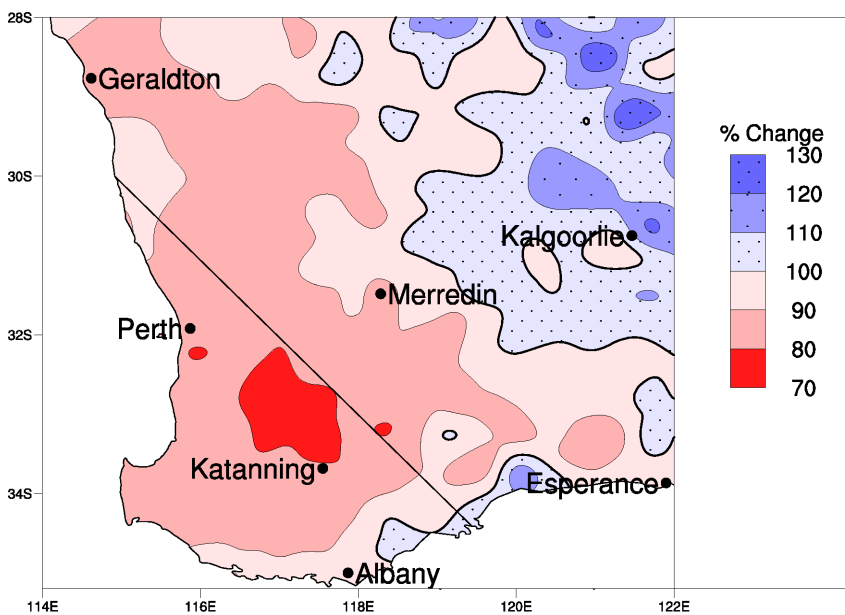 28S
Geraldton
% Change
130
30S
120
110
Kalgoorlie
100
Merredin
90
Perth
32S
80
70
Katanning
34S
Esperance
Albany
114E 116E 118E 120E 122E